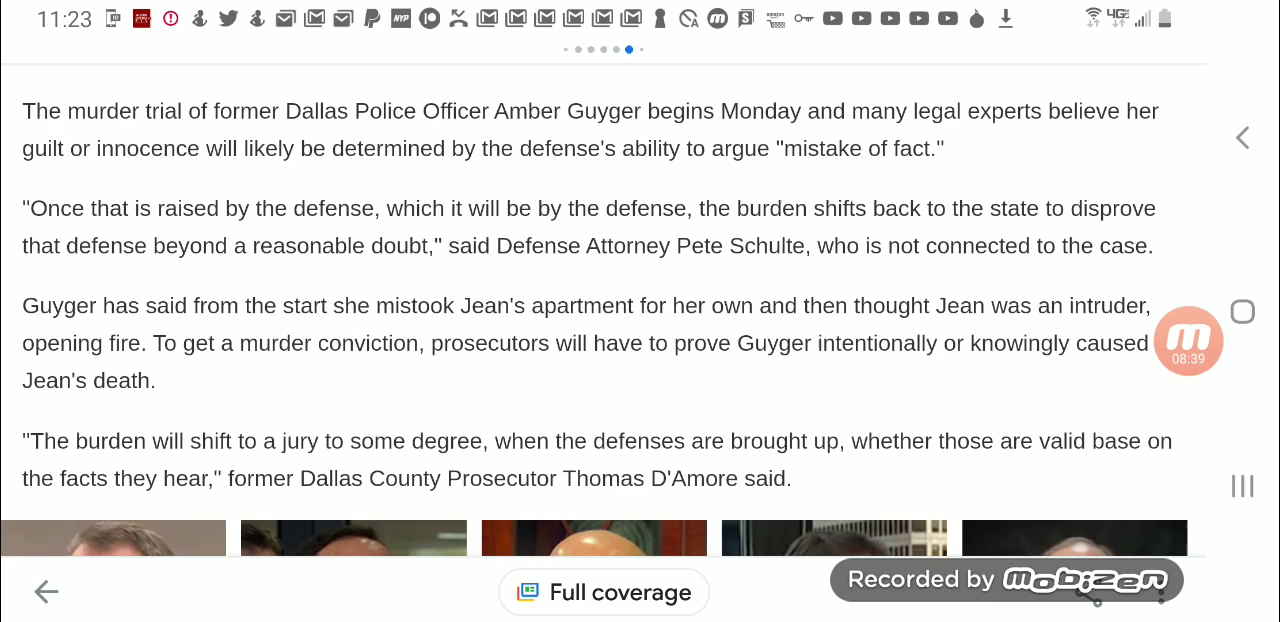 11:23
NYP
4GE
The murder trial of former Dallas Police Officer Amber Guyger begins Monday and many legal experts believe her
guilt or innocence will likely be determined by the defense's ability to argue "mistake of fact."
"Once that is raised by the defense, which it will be by the defense, the burden shifts back to the state to disprove
that defense beyond a reasonable doubt," said Defense Attorney Pete Schulte, who is not connected to the case.
Guyger has said from the start she mistook Jean's apartment for her own and then thought Jean was an intruder,
opening fire. To get a murder conviction, prosecutors will have to prove Guyger intentionally or knowingly caused
Jean's death.
08:39
"The burden will shift to a jury to some degree, when the defenses are brought up, whether those are valid base on
the facts they hear," former Dallas County Prosecutor Thomas D'Amore said.
Full coverage
Recorded by mobizen